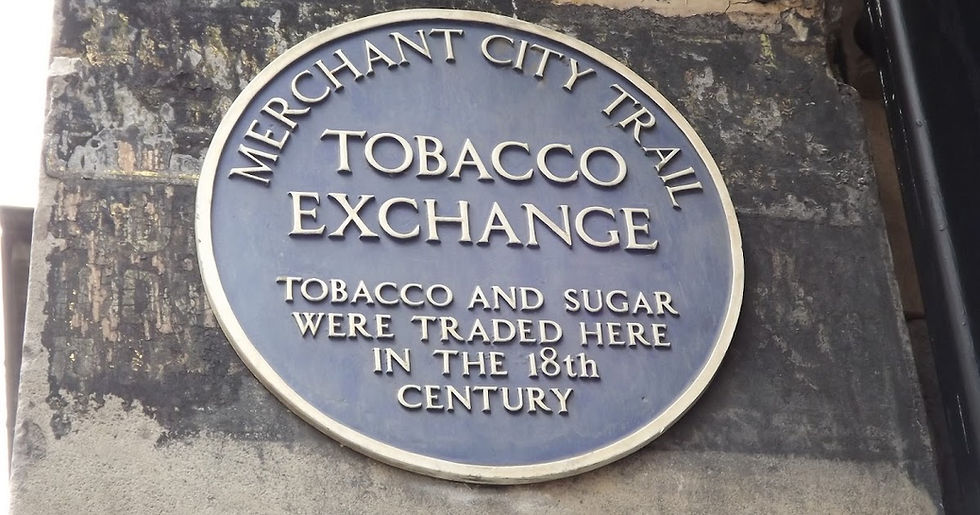 MERCHANT CITY TRAIL
TOBACCO
EXCHANGE
TOBACCO AND SUGAR
WERE TRADED HERE
IN THE 18th
CENTURY